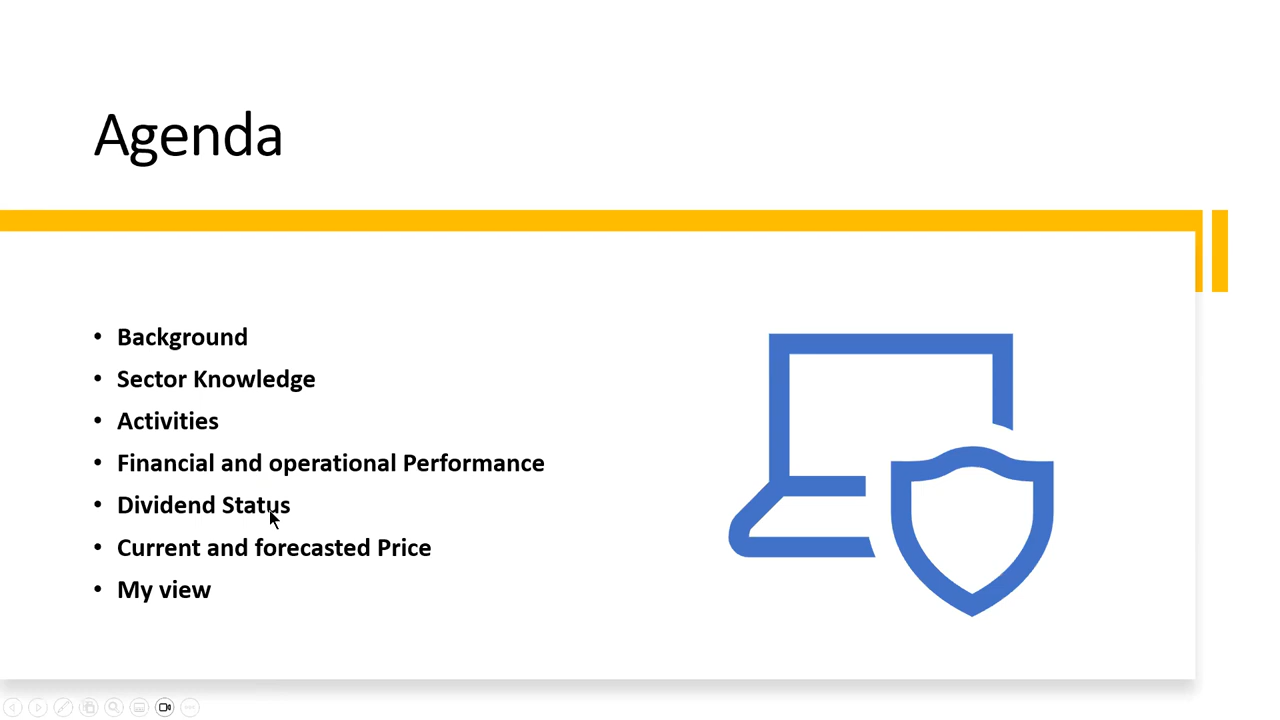 Agenda
• Background
• Sector Knowledge
• Activities
• Financial and operational Performance
• Dividend Status
• Current and forecasted Price
• My view